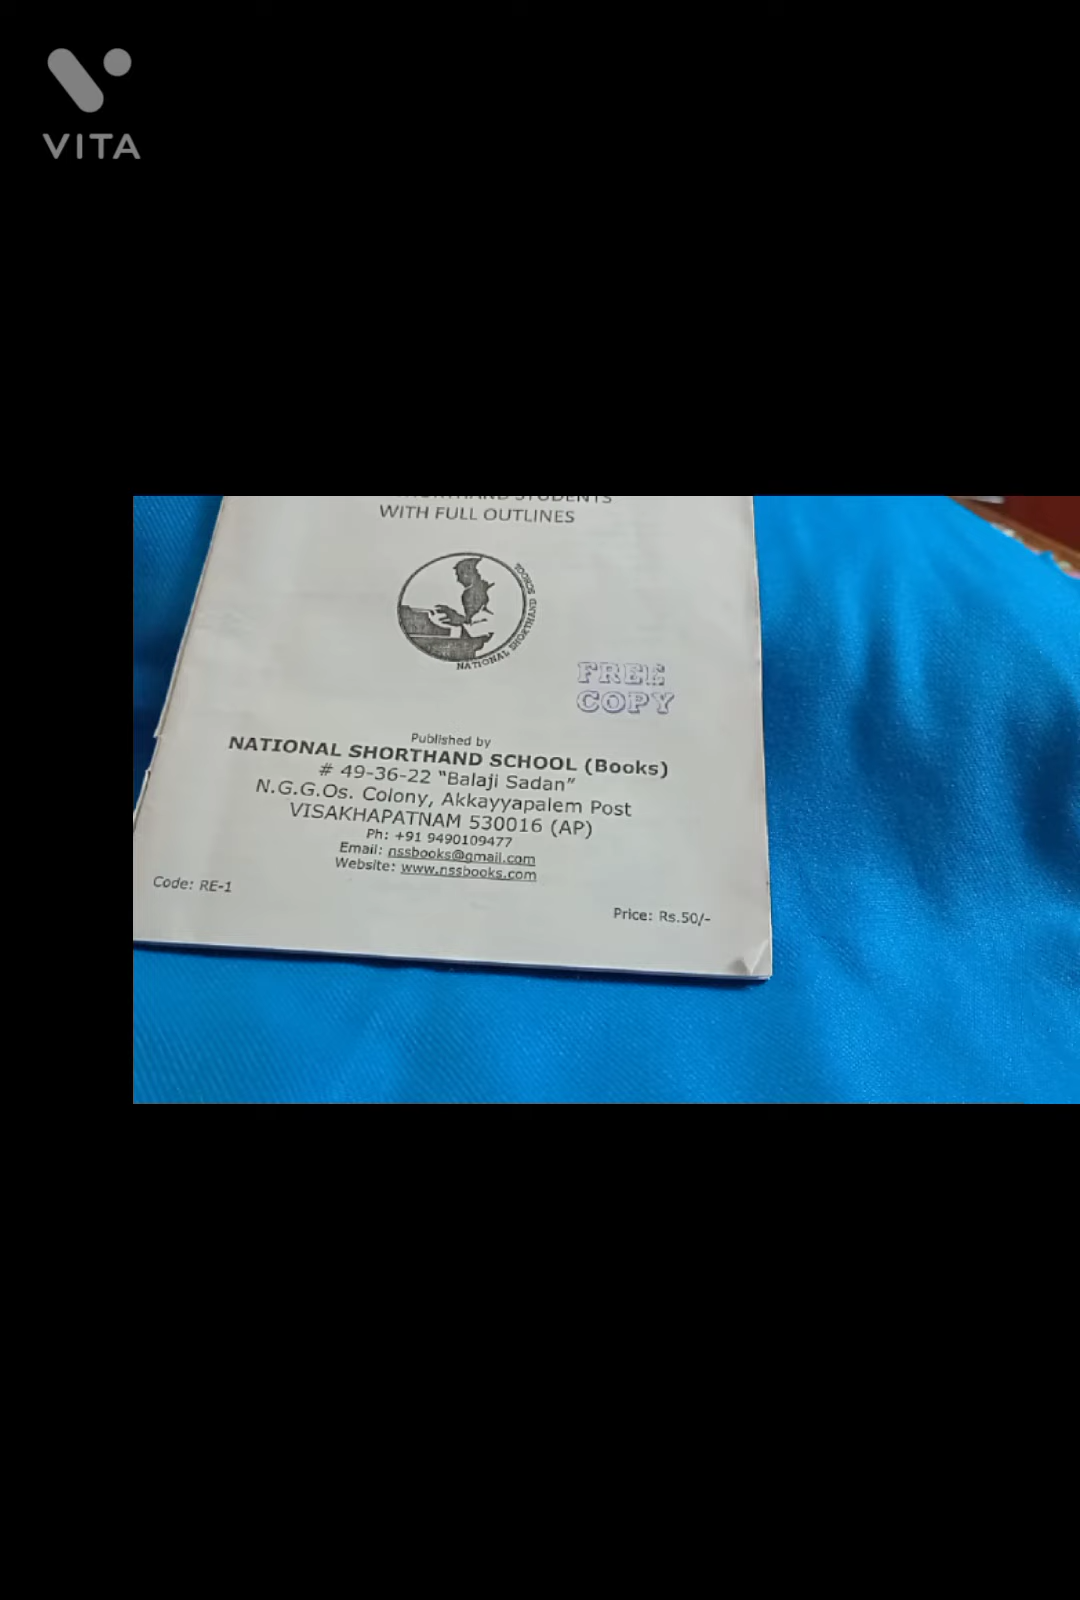 VITA
SHORTHAND STUDENTS
WITH FULL OUTLINES
NATIONAL SHORTHAND SCHOOL
FREE
COPY
Published by
NATIONAL SHORTHAND SCHOOL (Books)
# 49-36-22 “Balaji Sadan”
N.G.G.Os. Colony, Akkayyapalem Post
VISAKHAPATNAM 530016 (AP)
Ph: +91 9490109477
Email: nssbooks@gmail.com
Website: www.nssbooks.com
Code: RE-1
Price: Rs.50/-